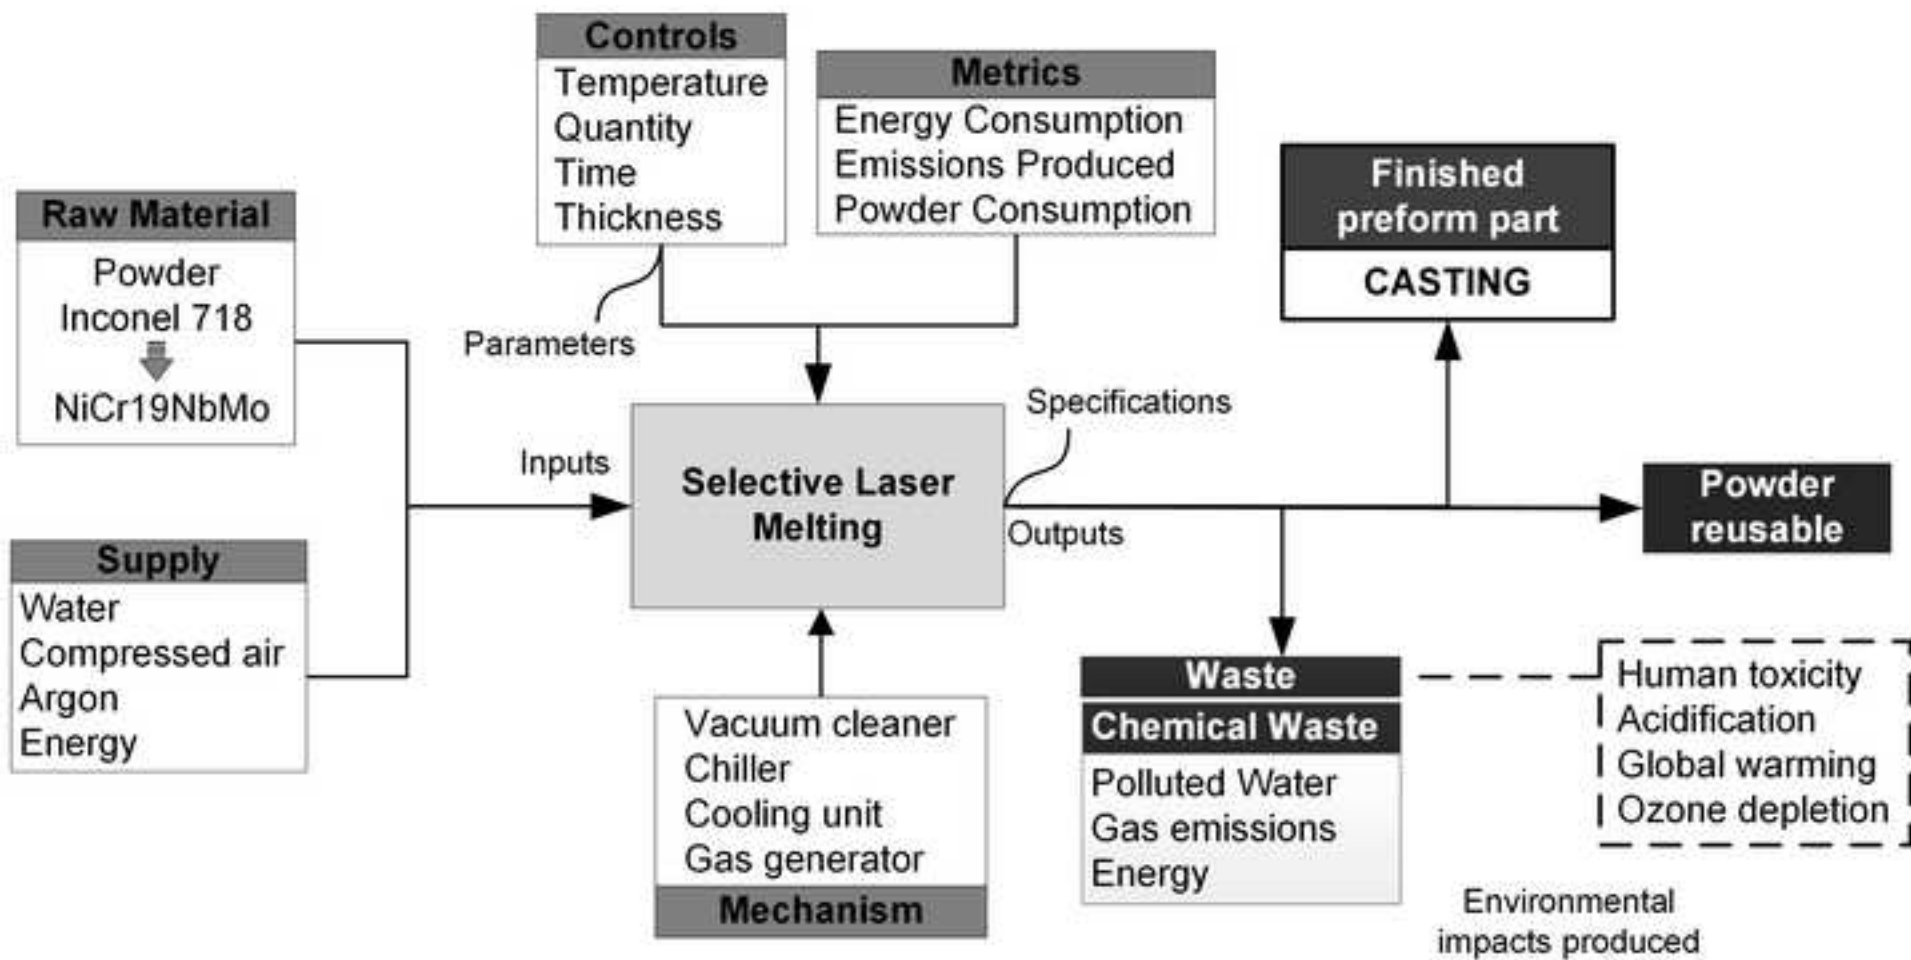 Controls
Temperature
Quantity
Time
Thickness
Metrics
Energy Consumption
Emissions Produced
Powder Consumption
Finished
preform part
CASTING
Raw Material
Powder
Inconel 718
NiCr19NbMo
Parameters
Specifications
Inputs
Selective Laser
Melting
Outputs
Powder
reusable
Supply
Water
Compressed air
Argon
Energy
Vacuum cleaner
Chiller
Cooling unit
Gas generator
Mechanism
Waste
Chemical Waste
Polluted Water
Gas emissions
Energy
Human toxicity
Acidification
Global warming
Ozone depletion
Environmental
impacts produced